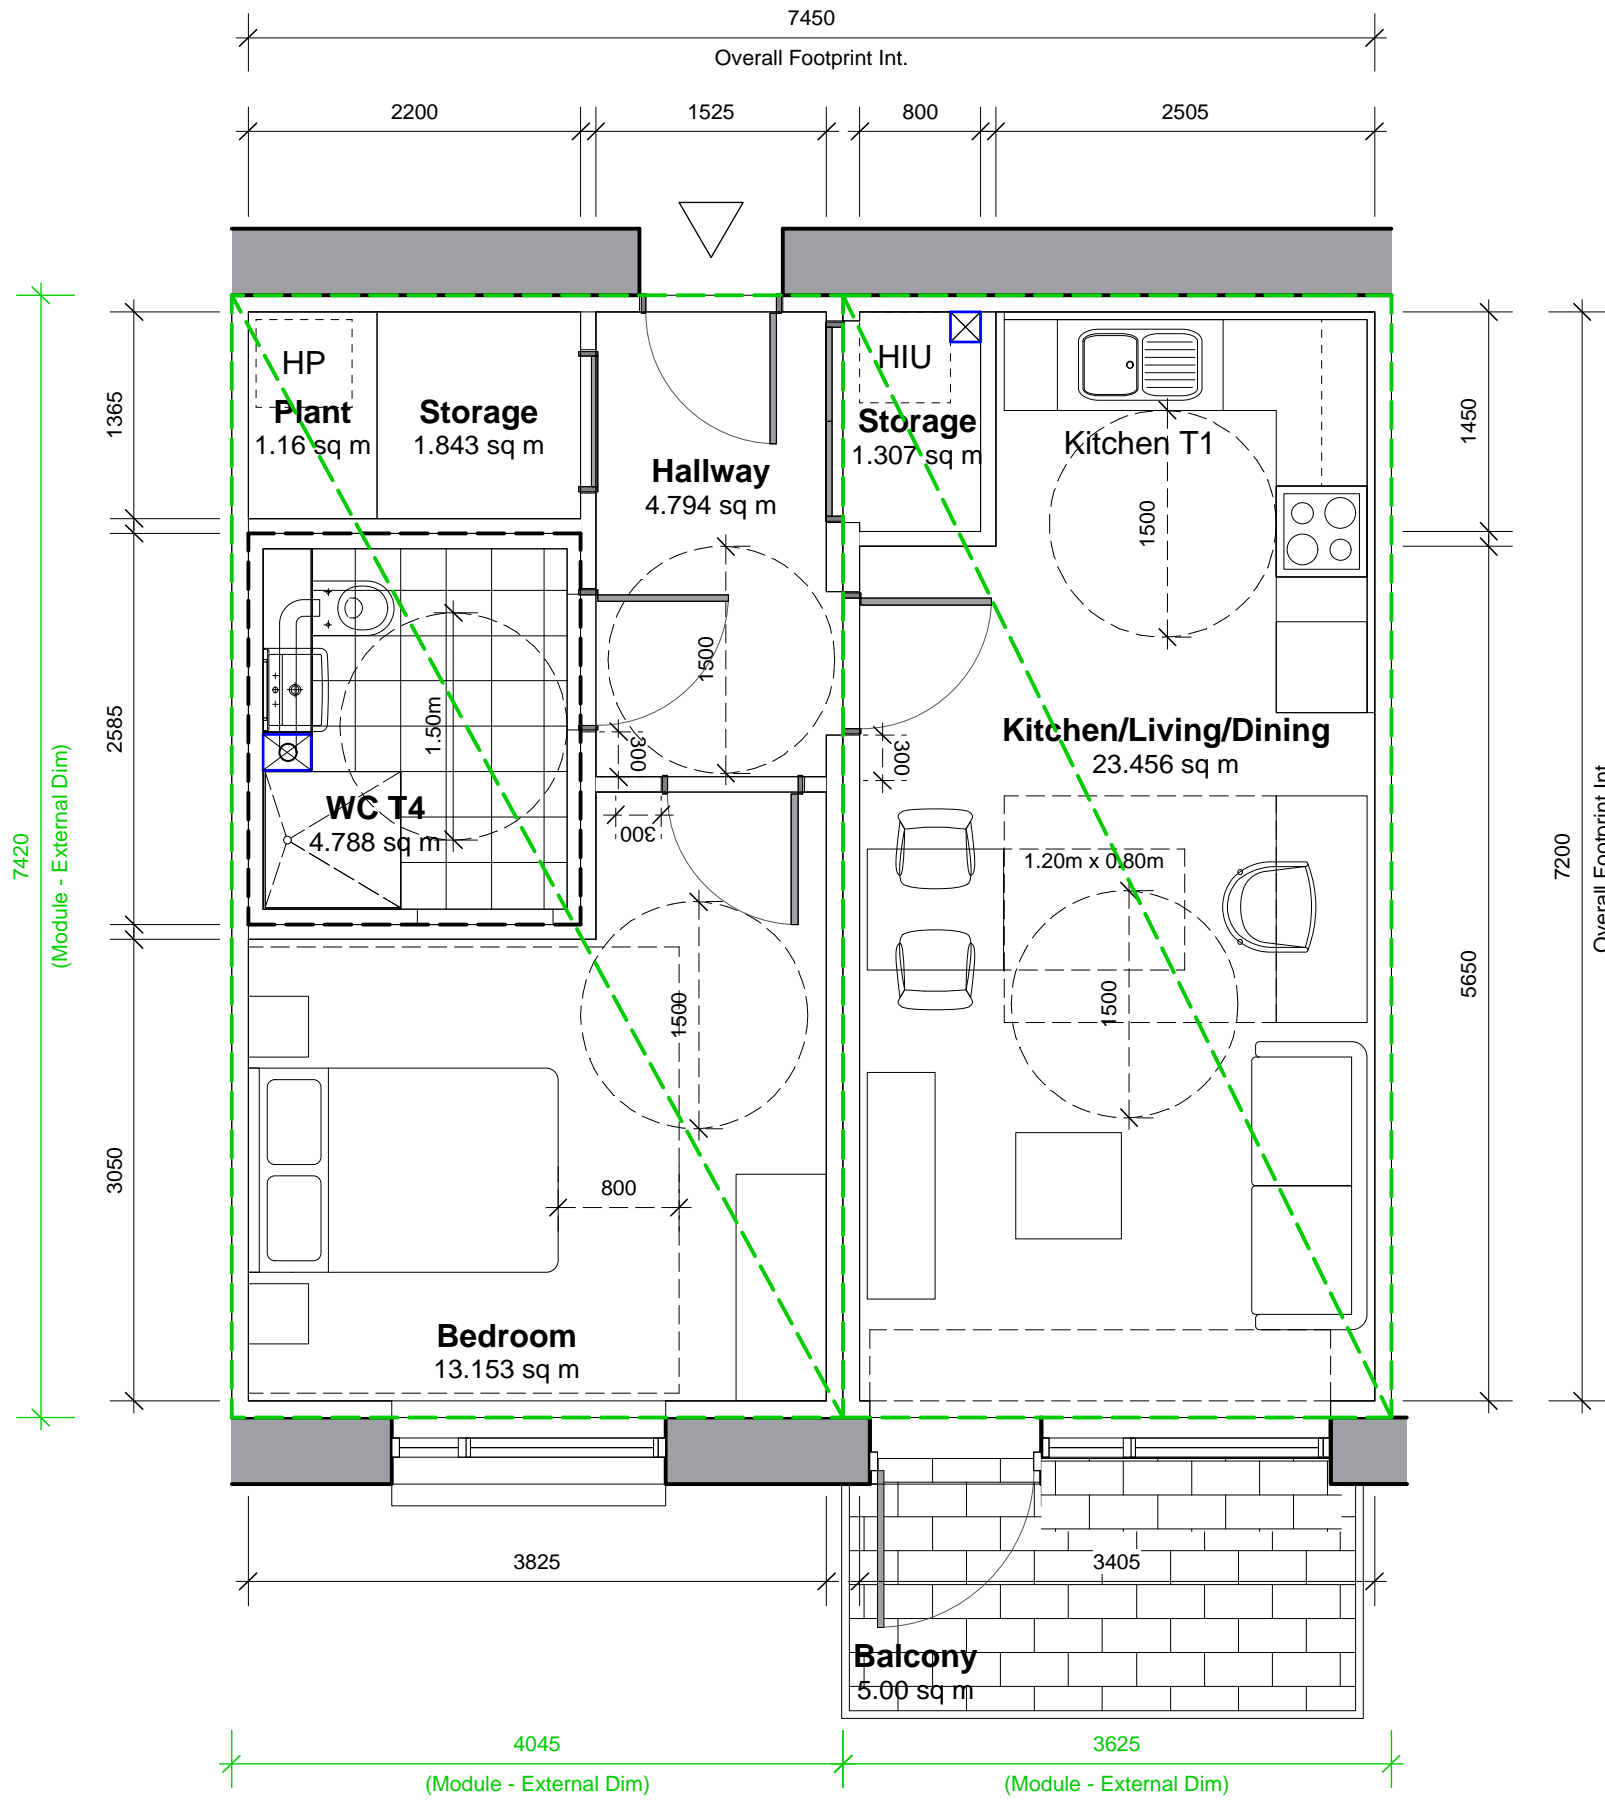 7450
Overall Footprint Int.
2200
1525
800
2505
HP
Plant
1.16 sq m
Storage
1.843 sq m
HIU
Storage
1.307 sq m
Kitchen T1
Hallway
4.794 sq m
1365
1450
1500
1500
1.50m
2585
300
300
300
Kitchen/Living/Dining
23.456 sq m
WC T4
4.788 sq m
1.20m x 0.80m
7420
(Module - External Dim)
7200
Overall Footprint Int.
5650
1500
1500
3050
800
Bedroom
13.153 sq m
3825
3405
Balcony
5.00 sq m
4045
(Module - External Dim)
3625
(Module - External Dim)